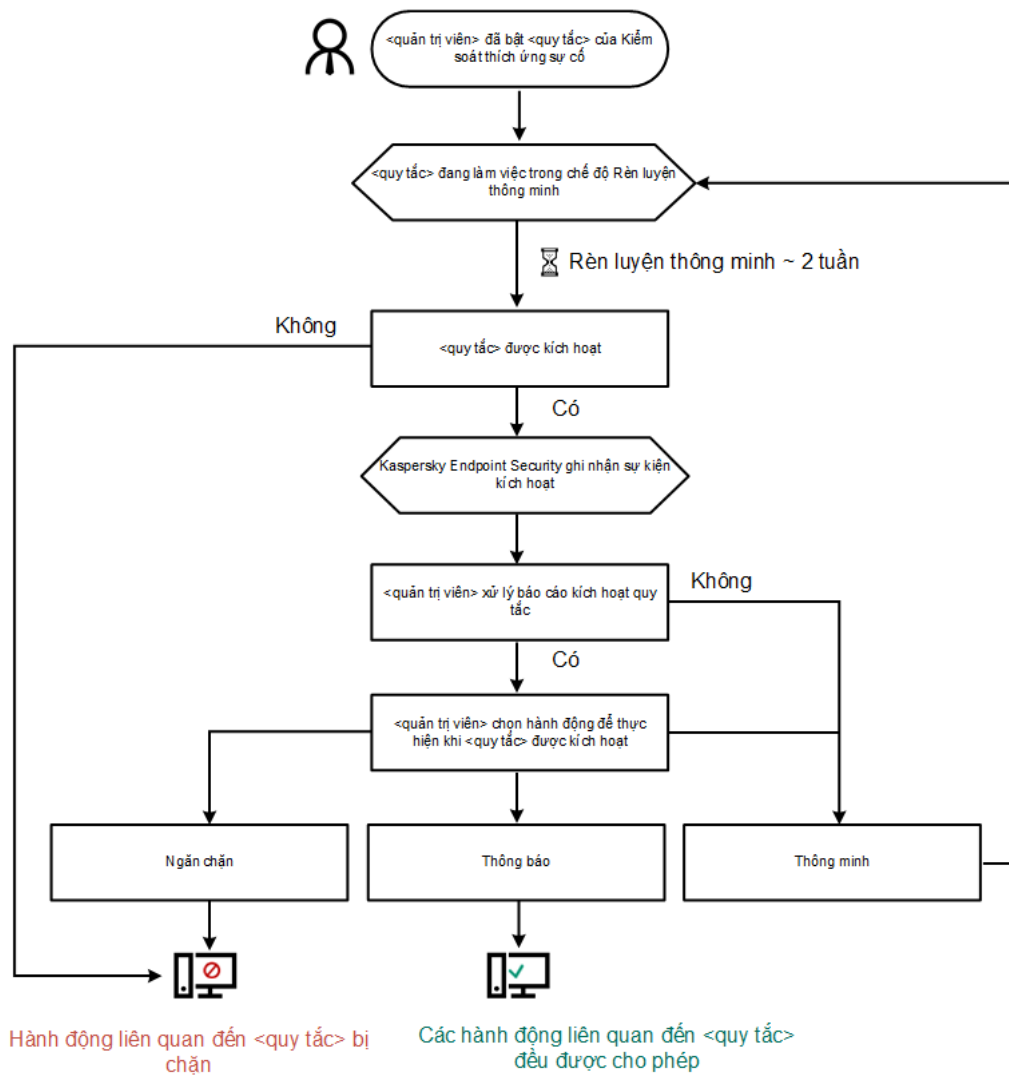 <quản trị viên> đã bật <quy tắc> của Kiểm
soát thích ứng sự cố
<quy tắc> đang làm việc trong chế độ Rèn luyện
thông minh
Rèn luyện thông minh ~ 2 tuần
Không
<quy tắc> được kích hoạt
Có
Kaspersky Endpoint Security ghi nhận sự kiện
kích hoạt
<quản trị viên> xử lý báo cáo kích hoạt quy
tắc
Không
Có
<quản trị viên> chọn hành động để thực
hiện khi <quy tắc> được kích hoạt
Ngăn chặn
Thông báo
Thông minh
Hành động liên quan đến <quy tắc> bị
chặn
Các hành động liên quan đến <quy tắc>
đều được cho phép